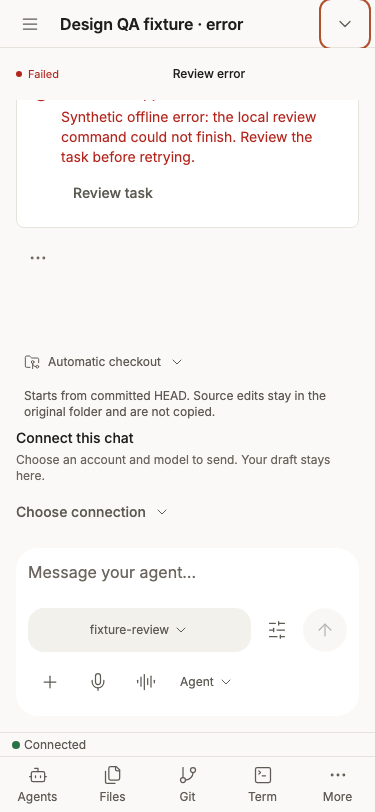 Design QA fixture · error
Failed
Review error
Synthetic offline error: the local review
command could not finish. Review the
task before retrying.
Review task
Automatic checkout
Starts from committed HEAD. Source edits stay in the
original folder and are not copied.
Connect this chat
Choose an account and model to send. Your draft stays
here.
Choose connection
Message your agent...
fixture-review
Agent
Connected
Agents
Files
Git
Term
More